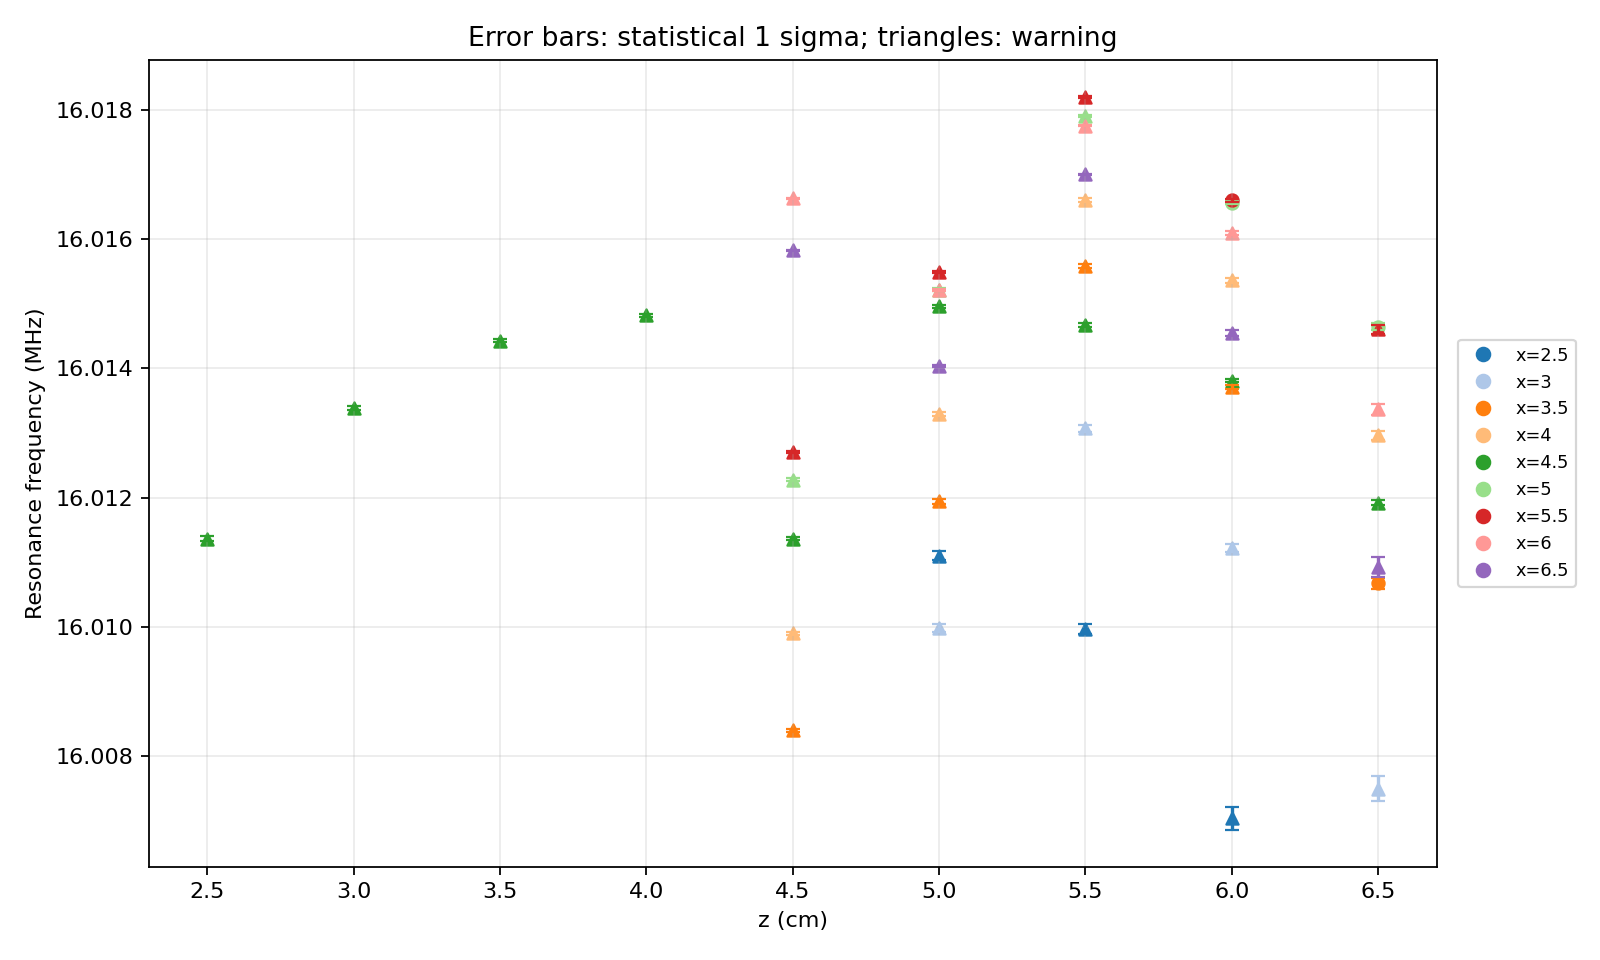 Error bars: statistical 1 sigma; triangles: warning
Resonance frequency (MHz)
16.018
16.016
16.014
16.012
16.010
16.008
2.5 3.0 3.5 4.0 4.5 5.0 5.5 6.0 6.5
z (cm)
x=2.5
x=3
x=3.5
x=4
x=4.5
x=5
x=5.5
x=6
x=6.5